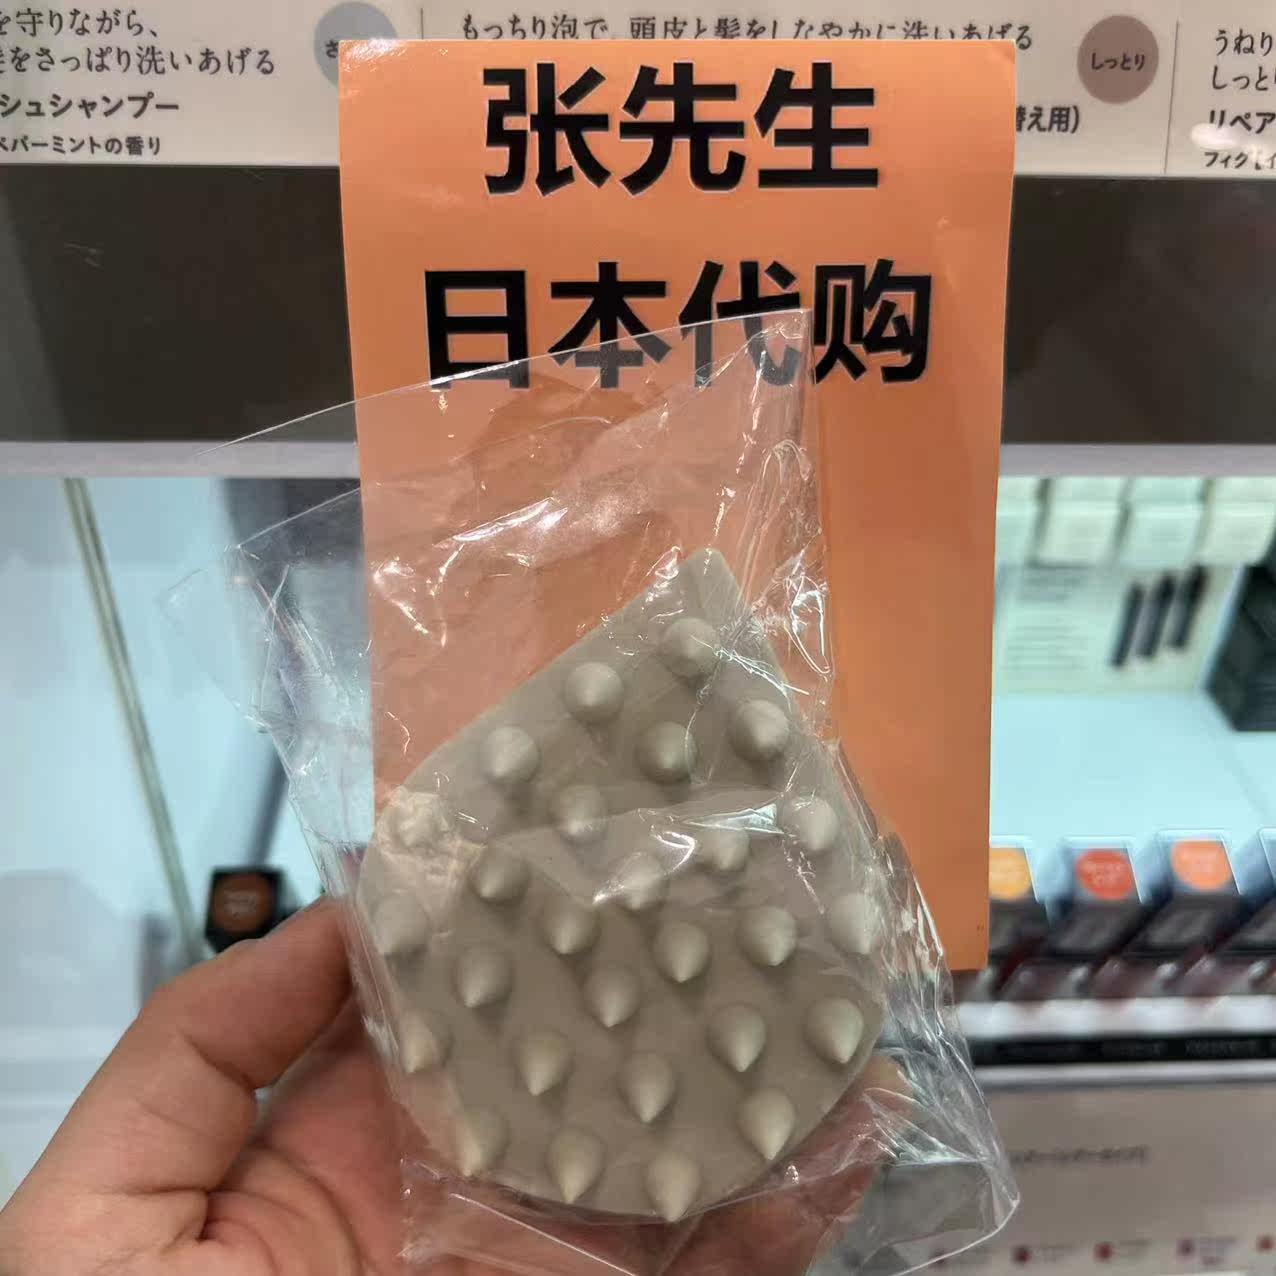 を守りながら、
をさっぱり洗いあげる
シュシャンプー
ペパーミントの香り
さ
もっちり泡で、頭皮と髪をしなやかに洗いあげる
替え用)
しっとり
うねり
しっと
リペア
张先生
日本代购